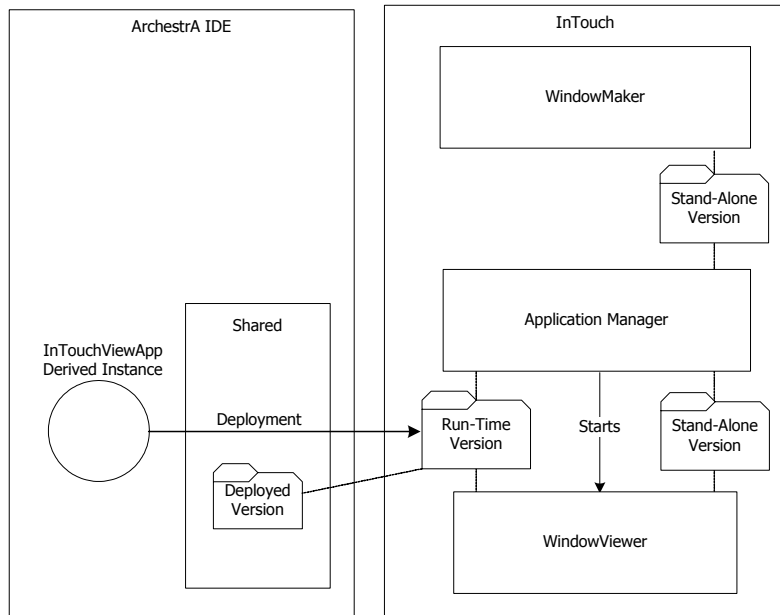 ArchestrA IDE
InTouch
WindowMaker
Stand-Alone
Version
Shared
Application Manager
InTouchViewApp
Derived Instance
Deployment
Run-Time
Version
Starts
Stand-Alone
Version
Deployed
Version
WindowViewer